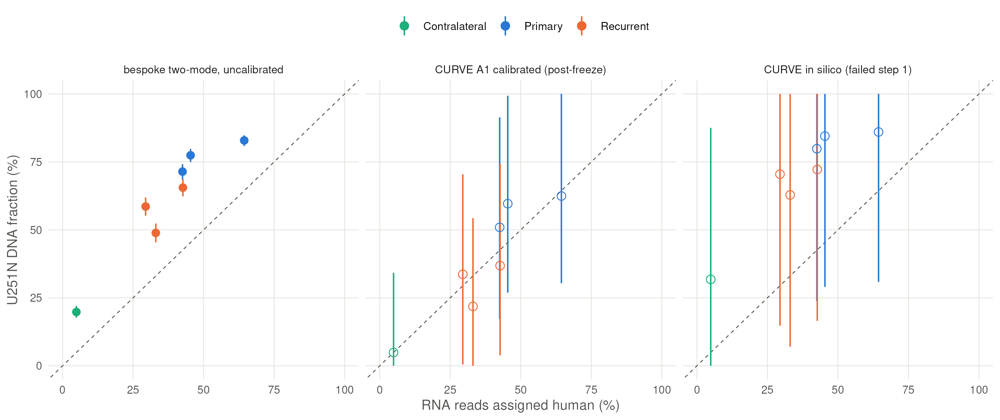 Contralateral Primary Recurrent
bespoke two-mode, uncalibrated
CURVE A1 calibrated (post-freeze)
CURVE in silico (failed step 1)
U251N DNA fraction (%)
100
75
50
25
0
0 25 50 75 100
0 25 50 75 100
0 25 50 75 100
RNA reads assigned human (%)